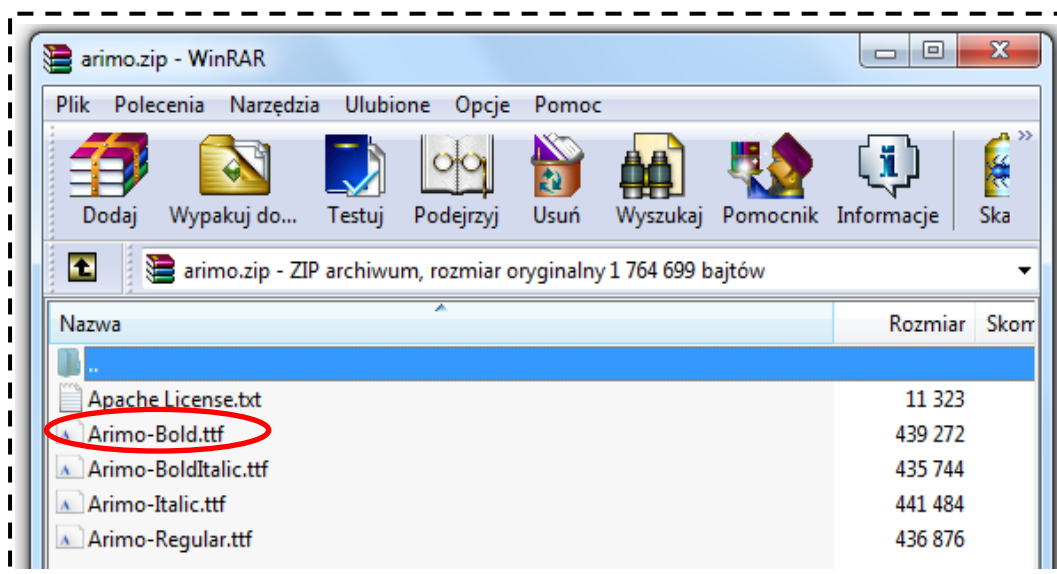 arimo.zip - WinRAR
Plik Polecenia Narzędzia Ulubione Opcje Pomoc
Dodaj Wypakuj do... Testuj Podejrzyj Usuń Wyszukaj Pomocnik Informacje Ska
arimo.zip - ZIP archiwum, rozmiar oryginalny 1 764 699 bajtów
Nazwa Rozmiar Skom
..
Apache License.txt 11 323
Arimo-Bold.ttf 439 272
Arimo-BoldItalic.ttf 435 744
Arimo-Italic.ttf 441 484
Arimo-Regular.ttf 436 876